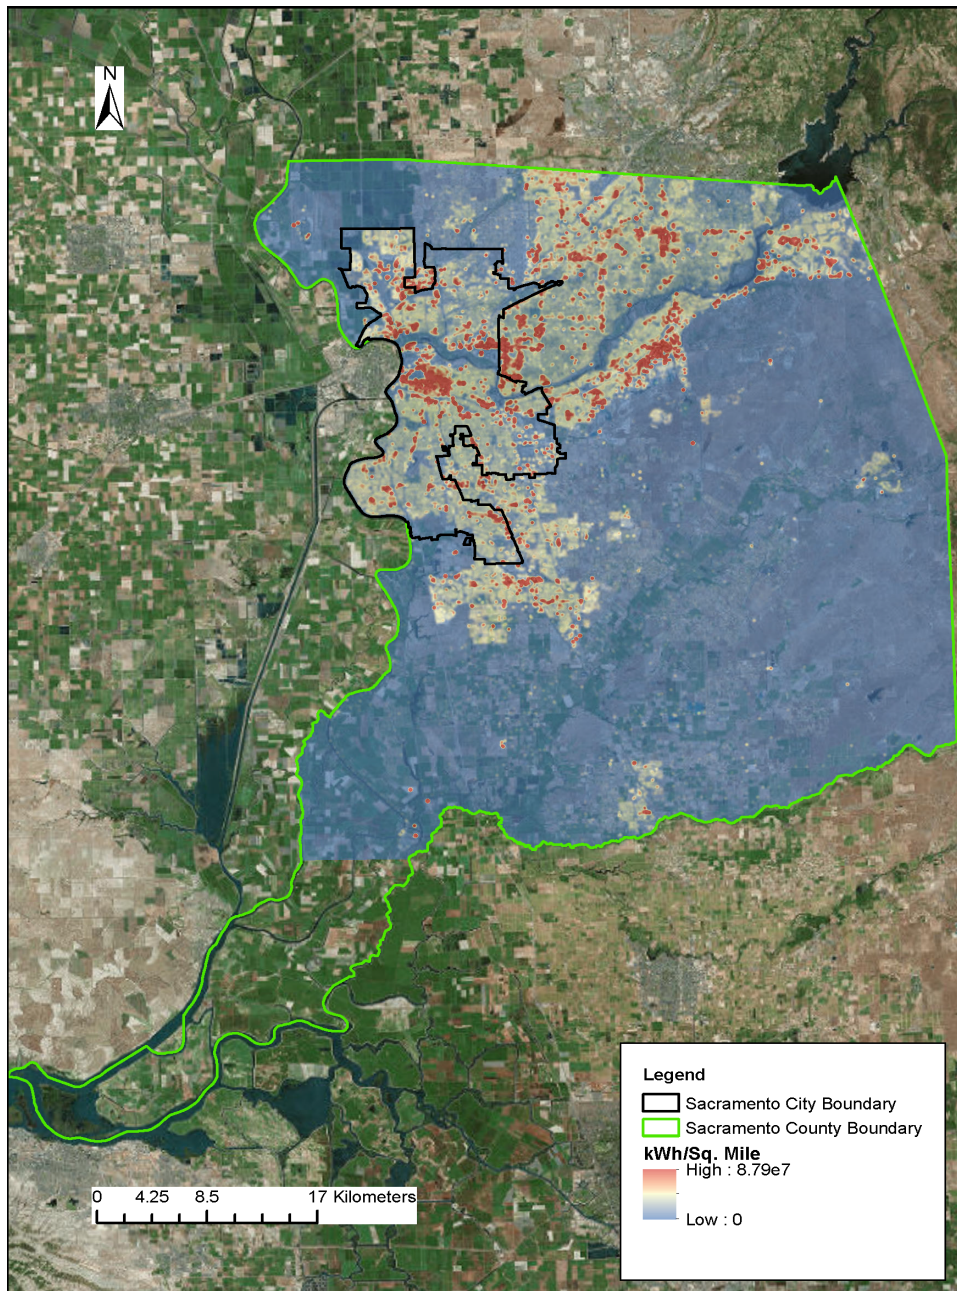 N
Legend
Sacramento City Boundary
Sacramento County Boundary
kWh/Sq. Mile
High : 8.79e7
Low : 0
0 4.25 8.5 17 Kilometers